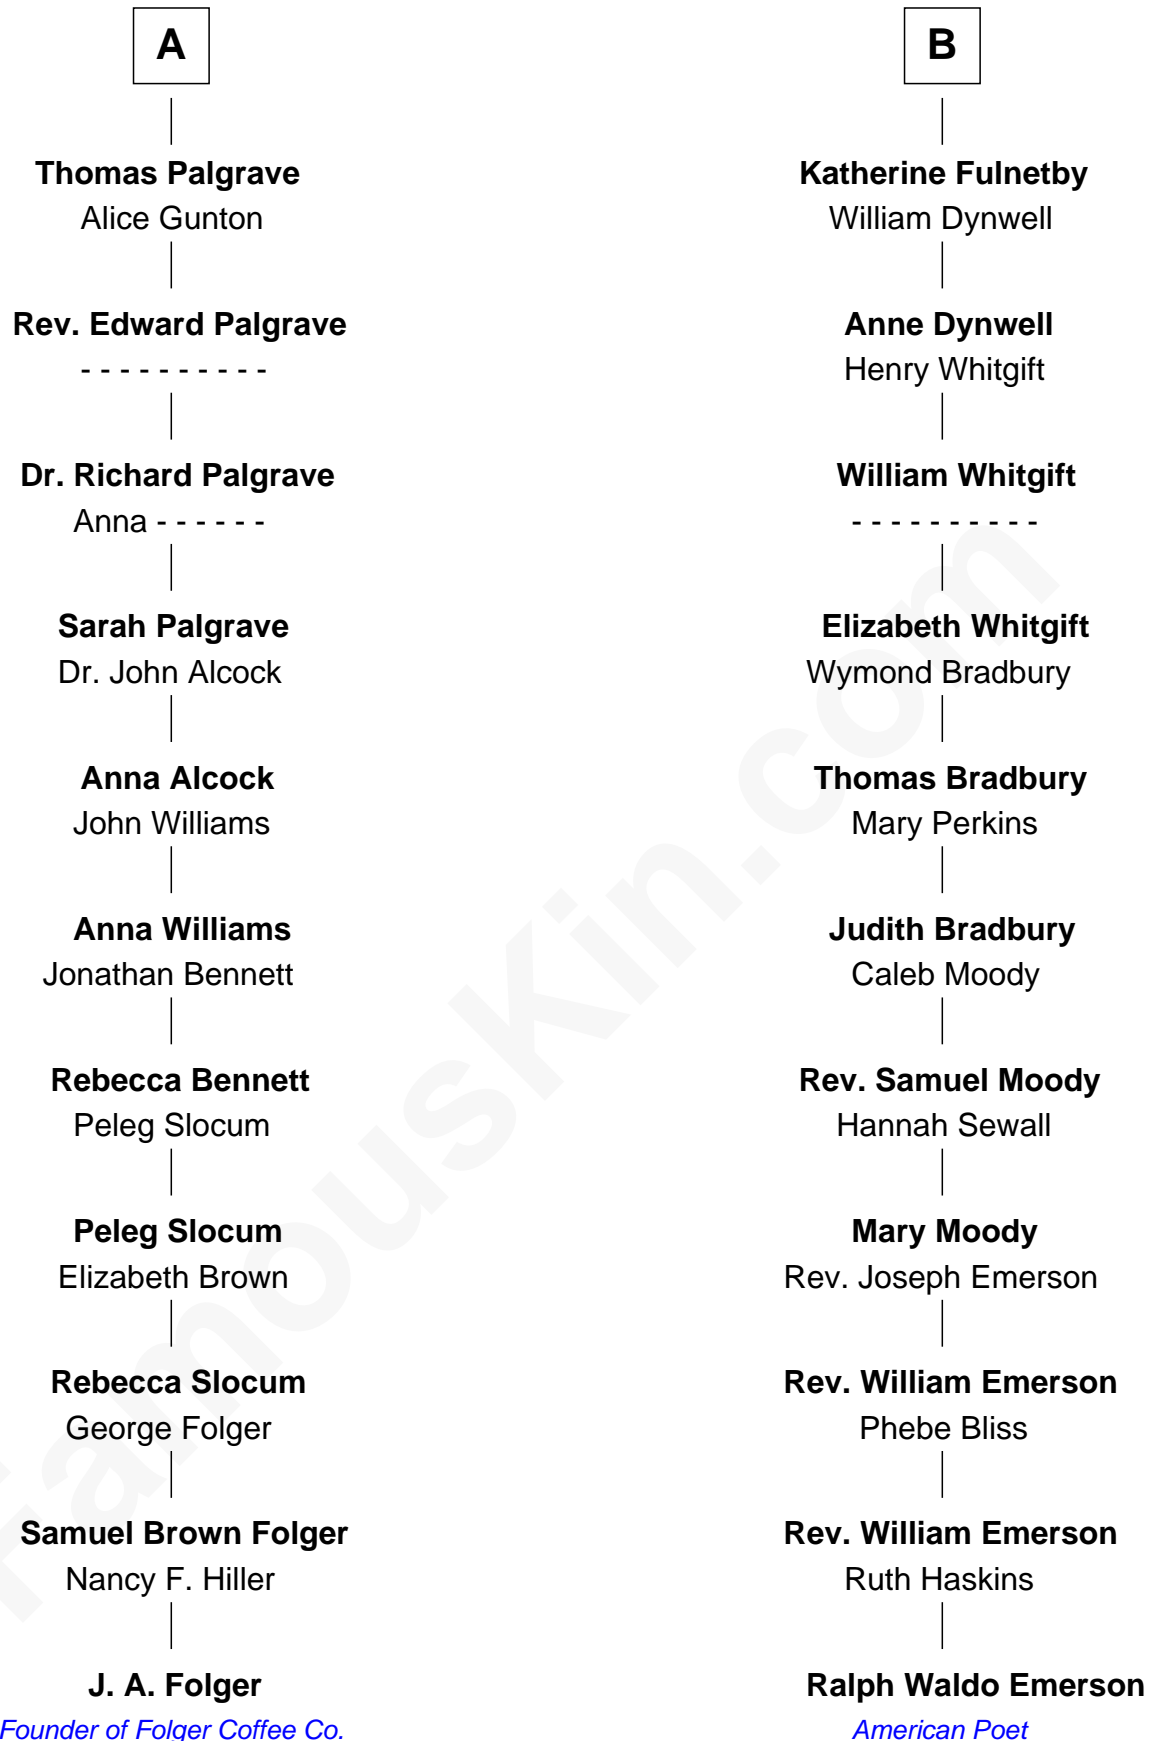 A
Thomas Palgrave
Alice Gunton
Rev. Edward Palgrave
- - - - - - - - - -
Dr. Richard Palgrave
Anna - - - - - -
Sarah Palgrave
Dr. John Alcock
Anna Alcock
John Williams
Anna Williams
Jonathan Bennett
Rebecca Bennett
Peleg Slocum
Peleg Slocum
Elizabeth Brown
Rebecca Slocum
George Folger
Samuel Brown Folger
Nancy F. Hiller
J. A. Folger
Founder of Folger Coffee Co.
B
Katherine Fulnetby
William Dynwell
Anne Dynwell
Henry Whitgift
William Whitgift
- - - - - - - - - -
Elizabeth Whitgift
Wymond Bradbury
Thomas Bradbury
Mary Perkins
Judith Bradbury
Caleb Moody
Rev. Samuel Moody
Hannah Sewall
Mary Moody
Rev. Joseph Emerson
Rev. William Emerson
Phebe Bliss
Rev. William Emerson
Ruth Haskins
Ralph Waldo Emerson
American Poet
FamousKin.com